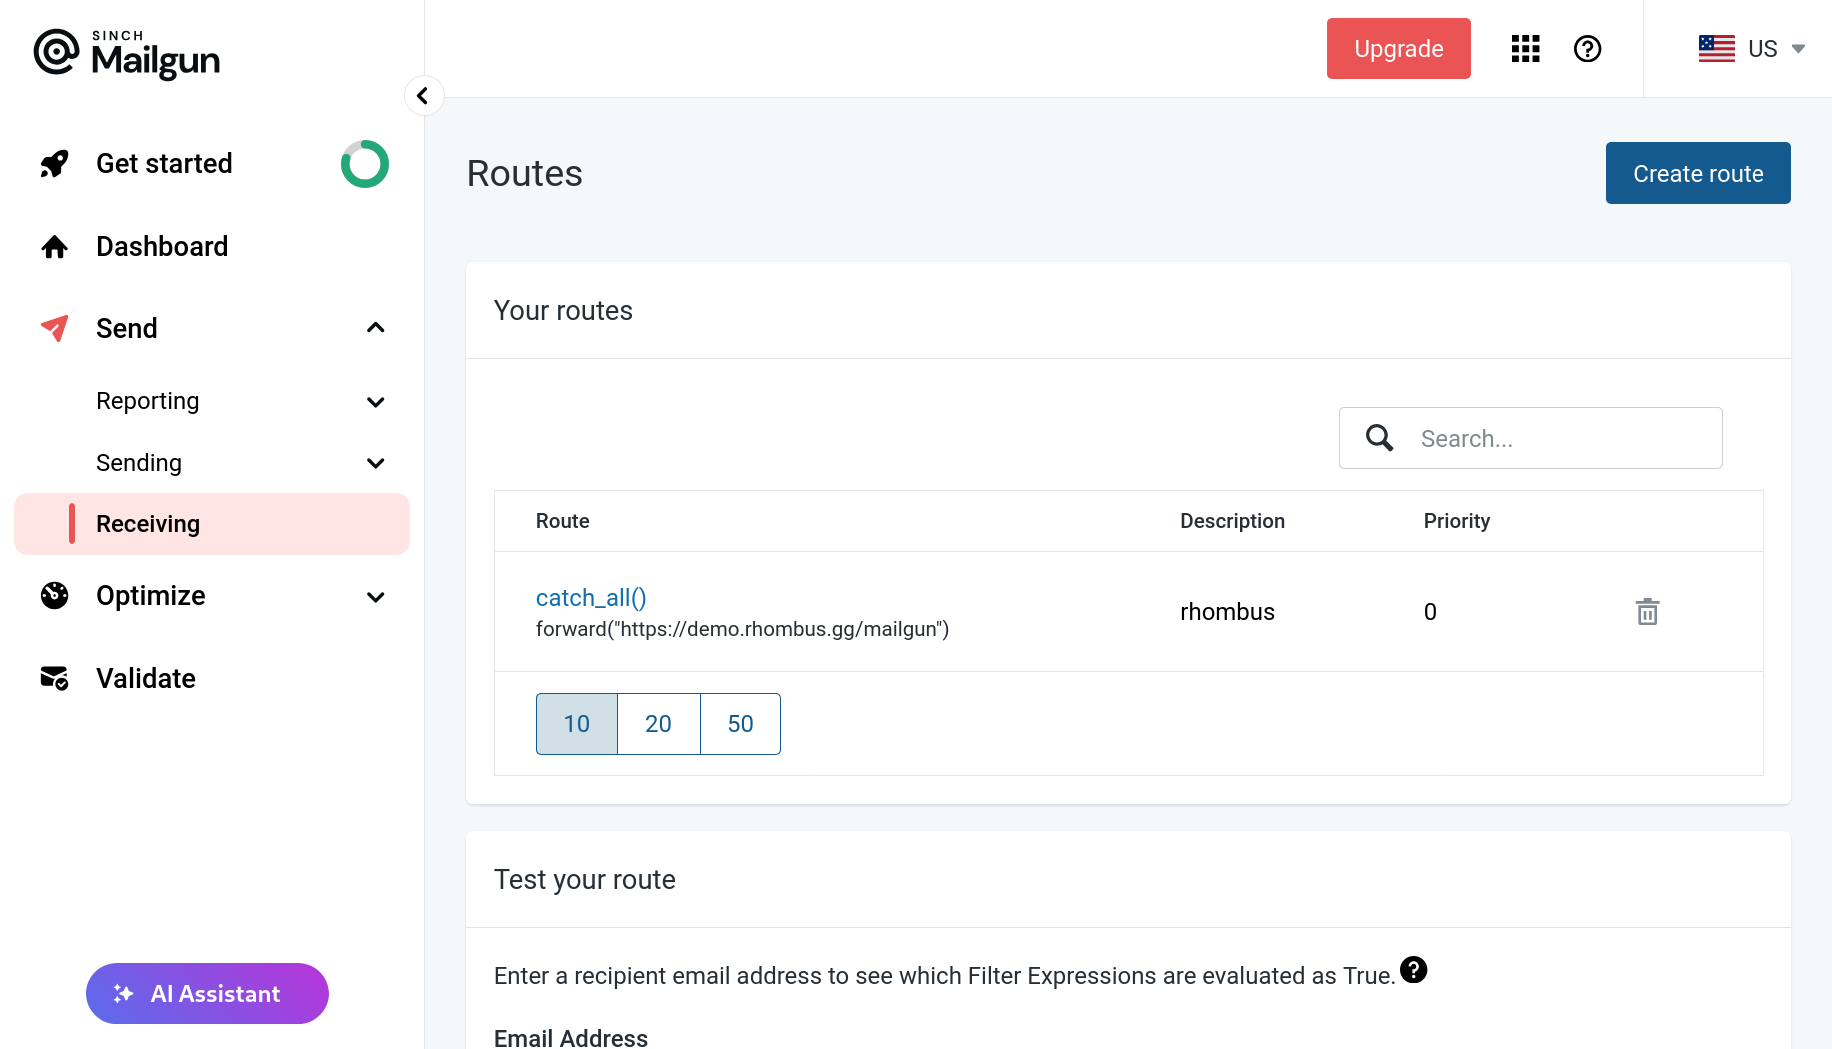 SINCH
Mailgun
Upgrade
US
Get started
Dashboard
Send
Reporting
Sending
Receiving
Optimize
Validate
AI Assistant
Routes
Create route
Your routes
Search...
Route Description Priority
catch_all()
forward("https://demo.rhombus.gg/mailgun")
rhombus
0
10 20 50
Test your route
Enter a recipient email address to see which Filter Expressions are evaluated as True.
Email Address